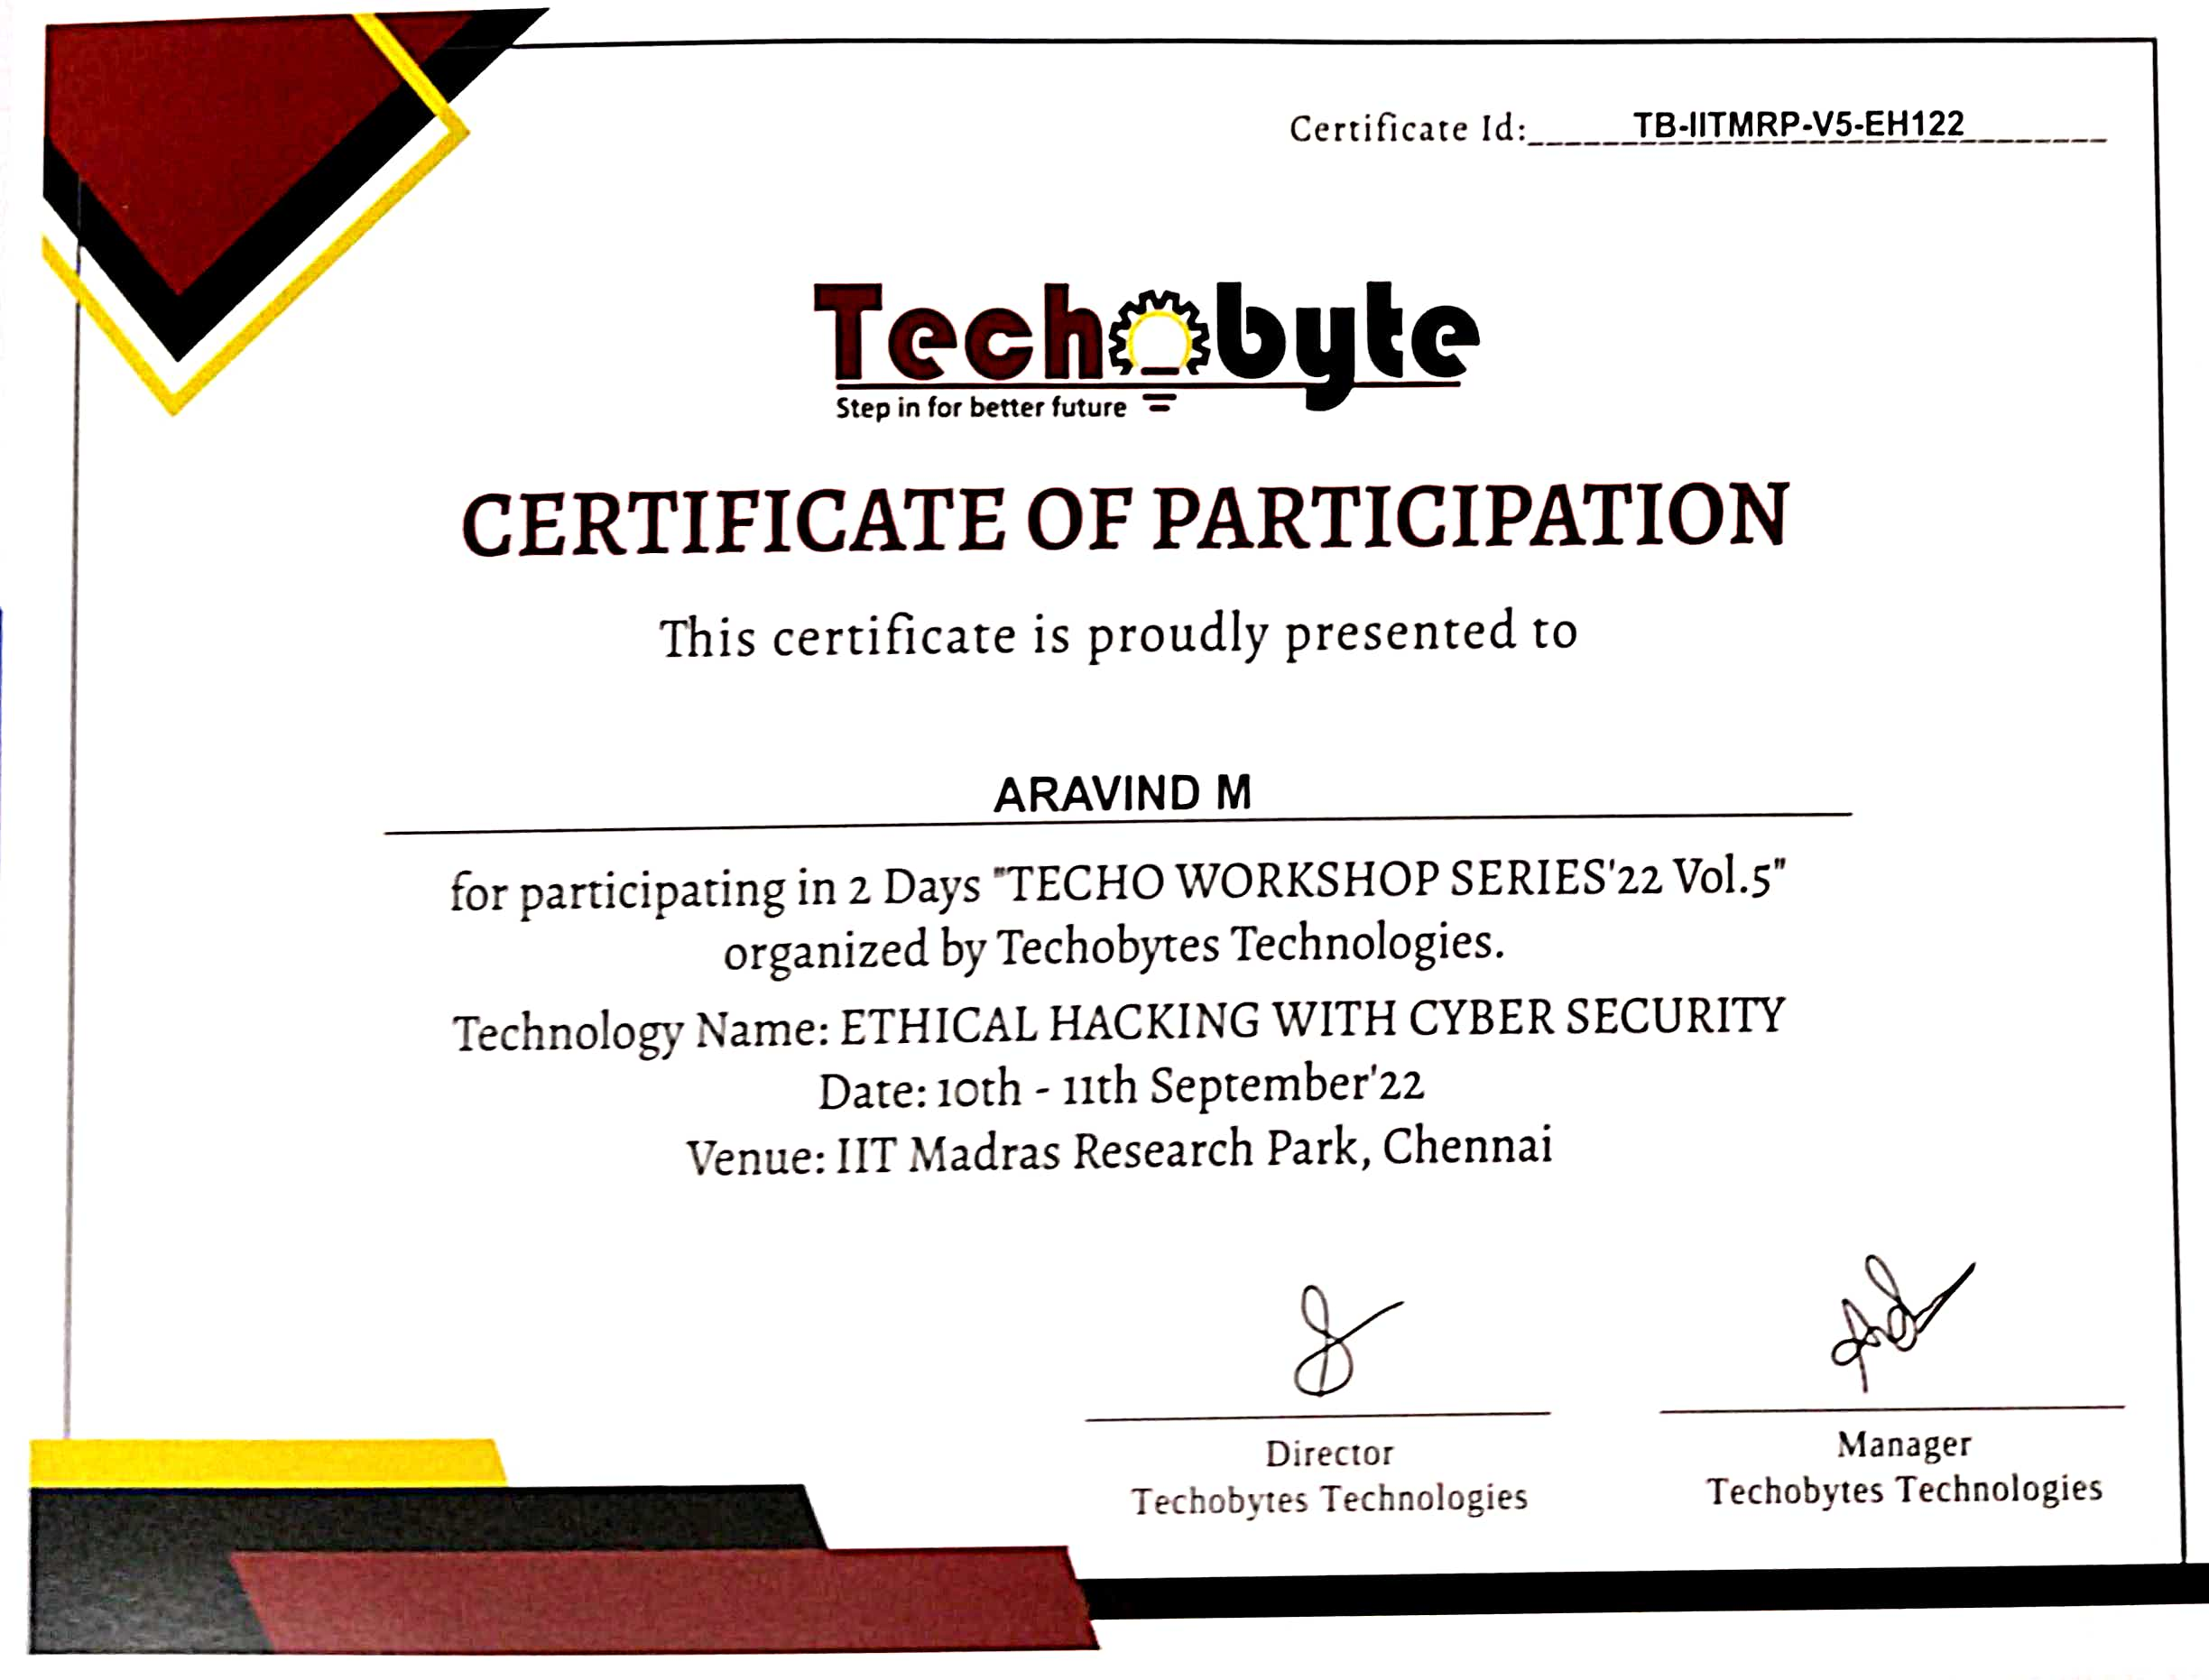 Certificate Id: TB-IITMRP-V5-EH122
Techobyte
Step in for better future
CERTIFICATE OF PARTICIPATION
This certificate is proudly presented to
ARAVIND M
for participating in 2 Days "TECHO WORKSHOP SERIES'22 Vol.5"
organized by Techobytes Technologies.
Technology Name: ETHICAL HACKING WITH CYBER SECURITY
Date: 10th - 11th September'22
Venue: IIT Madras Research Park, Chennai
Director
Techobytes Technologies
Manager
Techobytes Technologies